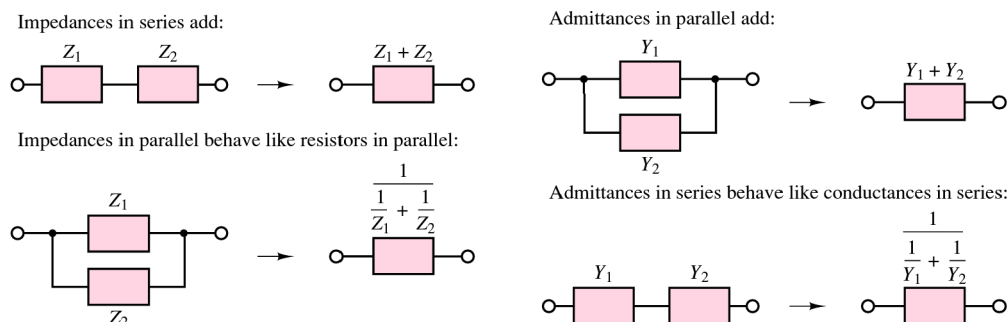 Impedances in series add:
Z1 Z2 Z1 + Z2
Impedances in parallel behave like resistors in parallel:
1
1 + 1
Z1 Z2
Z1
Z2
Admittances in parallel add:
Y1
Y1 + Y2
Y2
Admittances in series behave like conductances in series:
1
1 + 1
Y1 Y2
Y1 Y2